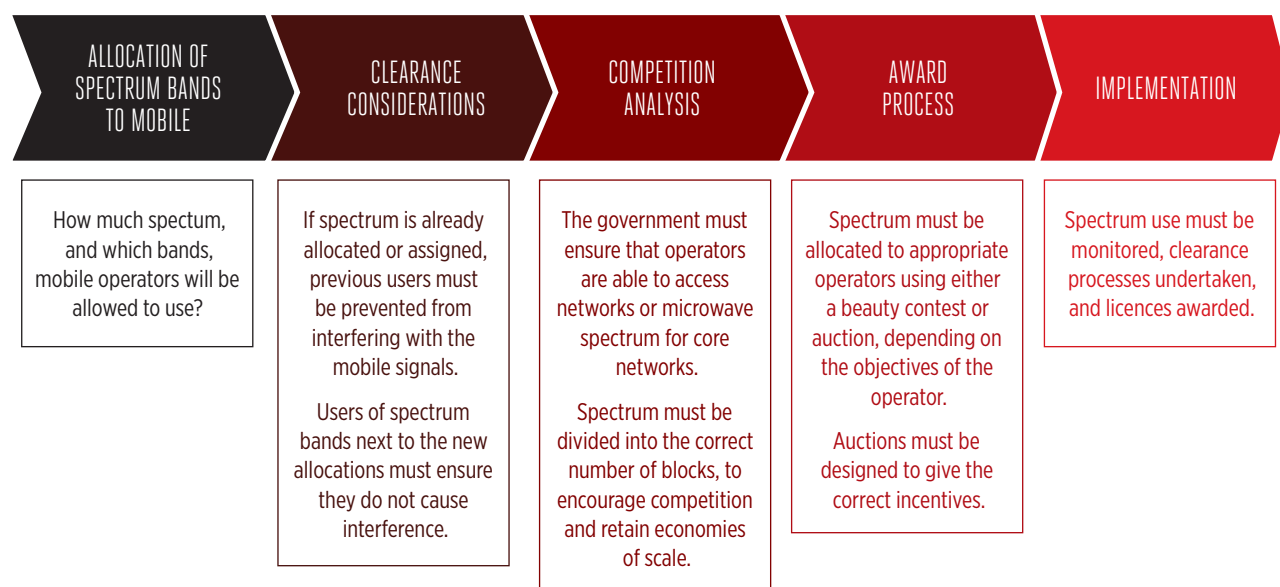 ALLOCATION OF
SPECTRUM BANDS
TO MOBILE
How much spectum,
and which bands,
mobile operators will be
allowed to use?
CLEARANCE
CONSIDERATIONS
If spectrum is already
allocated or assigned,
previous users must
be prevented from
interfering with the
mobile signals.
Users of spectrum
bands next to the new
allocations must ensure
they do not cause
interference.
COMPETITION
ANALYSIS
The government must
ensure that operators
are able to access
networks or microwave
spectrum for core
networks.
Spectrum must be
divided into the correct
number of blocks, to
encourage competition
and retain economies
of scale.
AWARD
PROCESS
Spectrum must be
allocated to appropriate
operators using either
a beauty contest or
auction, depending on
the objectives of the
operator.
Auctions must be
designed to give the
correct incentives.
IMPLEMENTATION
Spectrum use must be
monitored, clearance
processes undertaken,
and licences awarded.